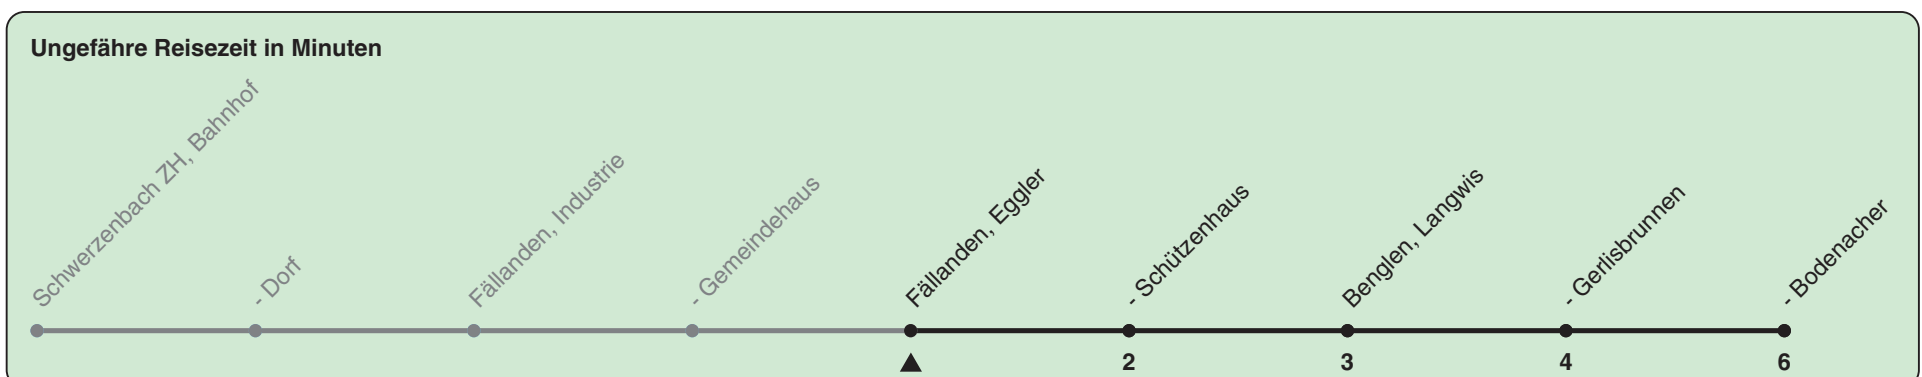 Ungefähre Reisezeit in Minuten
Schwerzenbach ZH, Bahnhof
- Dorf
Fällanden, Industrie
- Gemeindehaus
Fällanden, Eggler
- Schützenhaus
Benglen, Langwis
- Gerlisbrunnen
- Bodenacher
2
3
4
6